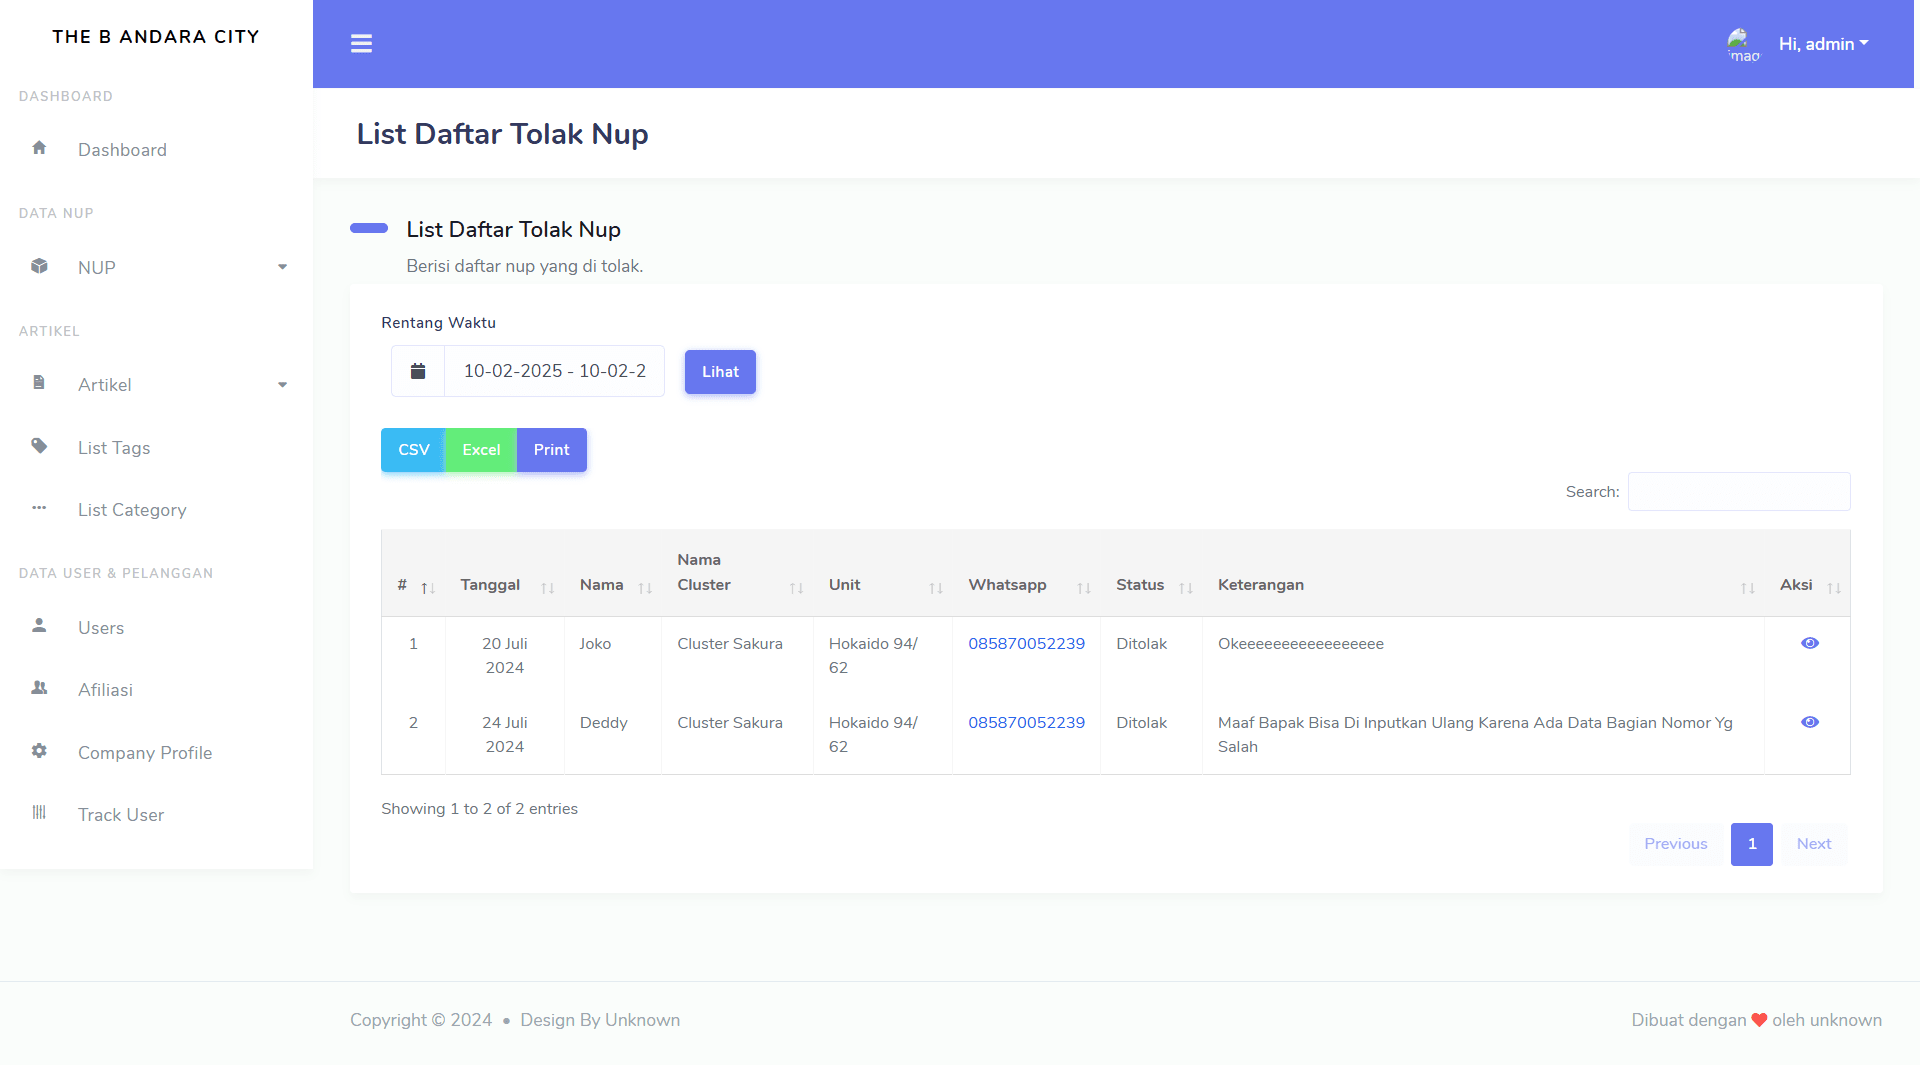 THE B ANDARA CITY
DASHBOARD
Dashboard
DATA NUP
NUP
ARTIKEL
Artikel
List Tags
List Category
DATA USER & PELANGGAN
Users
Afiliasi
Company Profile
Track User
imag
Hi, admin
List Daftar Tolak Nup
List Daftar Tolak Nup
Berisi daftar nup yang di tolak.
Rentang Waktu
10-02-2025 - 10-02-2
Lihat
CSV Excel Print
Search:
# Tanggal Nama Nama Cluster Unit Whatsapp Status Keterangan Aksi
1 20 Juli 2024 Joko Cluster Sakura Hokaido 94/ 62 085870052239 Ditolak Okeeeeeeeeeeeeeeeee
2 24 Juli 2024 Deddy Cluster Sakura Hokaido 94/ 62 085870052239 Ditolak Maaf Bapak Bisa Di Inputkan Ulang Karena Ada Data Bagian Nomor Yg Salah
Showing 1 to 2 of 2 entries
Previous 1 Next
Copyright © 2024 • Design By Unknown
Dibuat dengan ❤ oleh unknown